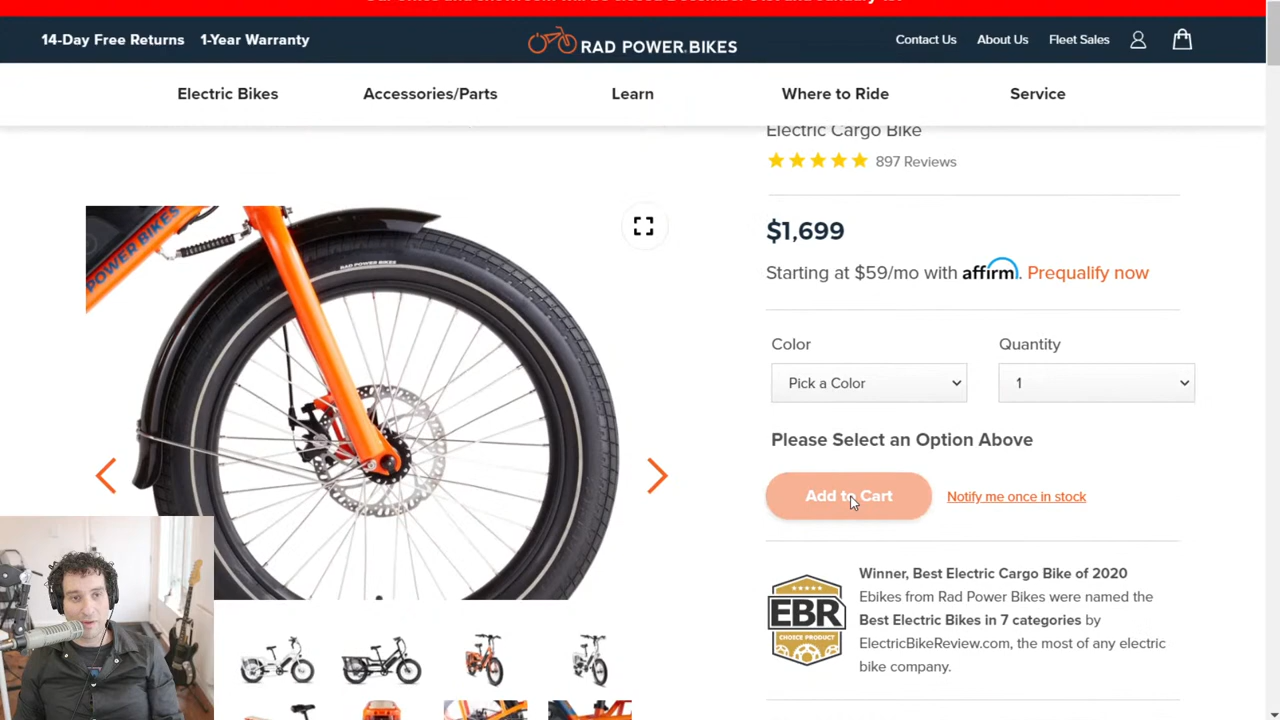 14-Day Free Returns 1-Year Warranty RAD POWER BIKES Contact Us About Us Fleet Sales
Electric Bikes Accessories/Parts Learn Where to Ride Service
Electric Cargo Bike
897 Reviews
$1,699
Starting at $59/mo with affirm. Prequalify now
Color Quantity
Pick a Color 1
Please Select an Option Above
Add to Cart Notify me once in stock
Winner, Best Electric Cargo Bike of 2020
Ebikes from Rad Power Bikes were named the
Best Electric Bikes in 7 categories by
ElectricBikeReview.com, the most of any electric
bike company.
EBR
CHOICE PRODUCT
POWER BIKES
RAD POWER BIKES